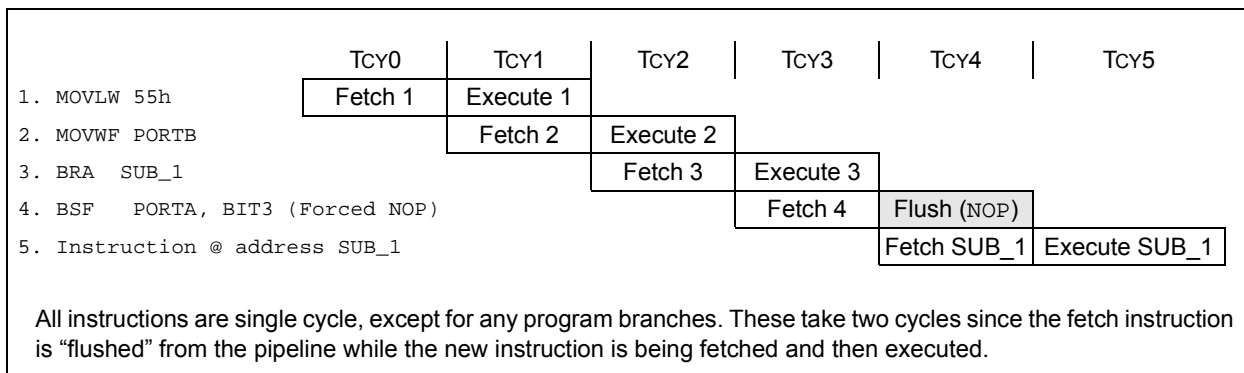 TCY0 TCY1 TCY2 TCY3 TCY4 TCY5
1. MOVLW 55h Fetch 1 Execute 1
2. MOVWF PORTB Fetch 2 Execute 2
3. BRA SUB_1 Fetch 3 Execute 3
4. BSF PORTA, BIT3 (Forced NOP) Fetch 4 Flush (NOP)
5. Instruction @ address SUB_1 Fetch SUB_1 Execute SUB_1
All instructions are single cycle, except for any program branches. These take two cycles since the fetch instruction
is “flushed” from the pipeline while the new instruction is being fetched and then executed.